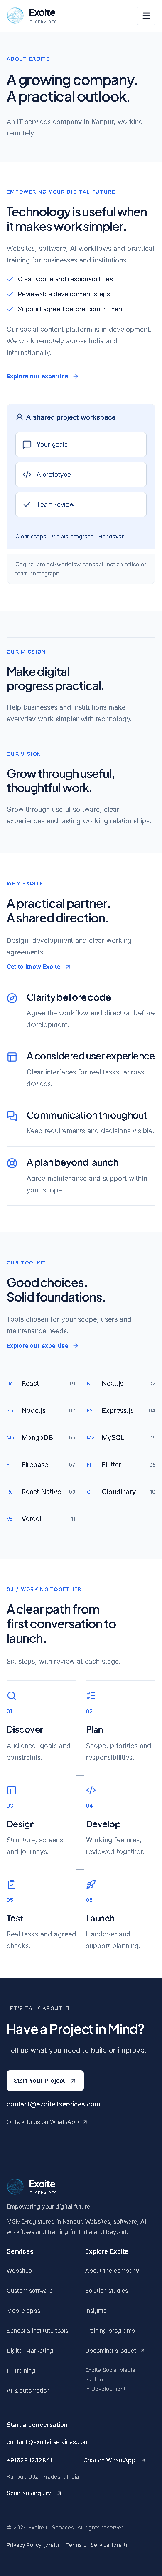 Exoite
IT SERVICES
ABOUT EXOITE
A growing company.
A practical outlook.
An IT services company in Kanpur, working
remotely.
EMPOWERING YOUR DIGITAL FUTURE
Technology is useful when
it makes work simpler.
Websites, software, AI workflows and practical
training for businesses and institutions.
Clear scope and responsibilities
Reviewable development steps
Support agreed before commitment
Our social content platform is in development.
We work remotely across India and
internationally.
Explore our expertise
A shared project workspace
Your goals
A prototype
Team review
Clear scope · Visible progress · Handover
Original project-workflow concept, not an office or
team photograph.
OUR MISSION
Make digital
progress practical.
Help businesses and institutions make
everyday work simpler with technology.
OUR VISION
Grow through useful,
thoughtful work.
Grow through useful software, clear
experiences and lasting working relationships.
WHY EXOITE
A practical partner.
A shared direction.
Design, development and clear working
agreements.
Get to know Exoite
Clarity before code
Agree the workflow and direction before
development.
A considered user experience
Clear interfaces for real tasks, across
devices.
Communication throughout
Keep requirements and decisions visible.
A plan beyond launch
Agree maintenance and support within
your scope.
OUR TOOLKIT
Good choices.
Solid foundations.
Tools chosen for your scope, users and
maintenance needs.
Explore our expertise
Re React 01
Ne Next.js 02
No Node.js 03
Ex Express.js 04
Mo MongoDB 05
My MySQL 06
Fi Firebase 07
Fl Flutter 08
Re React Native 09
Cl Cloudinary 10
Ve Vercel 11
06 / WORKING TOGETHER
A clear path from
first conversation to
launch.
Six steps, with review at each stage.
01
Discover
Audience, goals and
constraints.
02
Plan
Scope, priorities and
responsibilities.
03
Design
Structure, screens
and journeys.
04
Develop
Working features,
reviewed together.
05
Test
Real tasks and agreed
checks.
06
Launch
Handover and
support planning.
LET'S TALK ABOUT IT
Have a Project in Mind?
Tell us what you need to build or improve.
Start Your Project
contact@exoiteitservices.com
Or talk to us on WhatsApp
Exoite
IT SERVICES
Empowering your digital future
MSME-registered in Kanpur. Websites, software, AI
workflows and training for India and beyond.
Services
Websites
Custom software
Mobile apps
School & institute tools
Digital Marketing
IT Training
AI & automation
Explore Exoite
About the company
Solution studies
Insights
Training programs
Upcoming product
Exoite Social Media
Platform
In Development
Start a conversation
contact@exoiteitservices.com
+916394732641
Chat on WhatsApp
Kanpur, Uttar Pradesh, India
Send an enquiry
© 2026 Exoite IT Services. All rights reserved.
Privacy Policy (draft)
Terms of Service (draft)